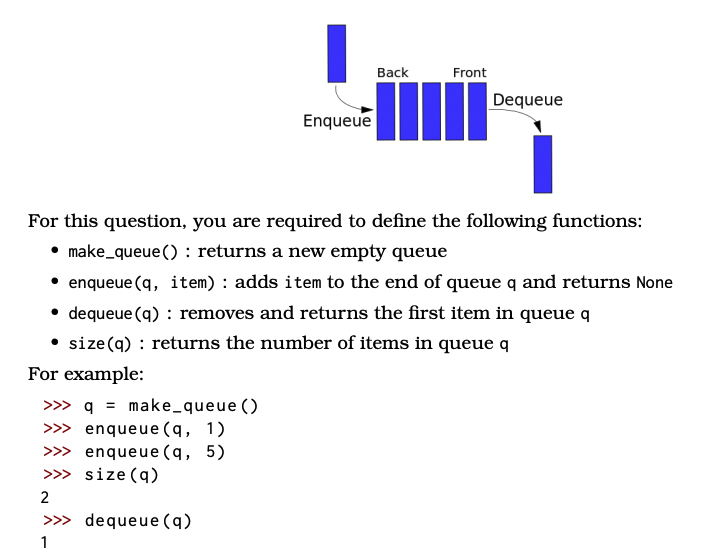 Back
Front
Enqueue
Dequeue
For this question, you are required to define the following functions:
• make_queue() : returns a new empty queue
• enqueue(q, item) : adds item to the end of queue q and returns None
• dequeue(q) : removes and returns the first item in queue q
• size(q) : returns the number of items in queue q
For example:
>>> q = make_queue()
>>> enqueue(q, 1)
>>> enqueue(q, 5)
>>> size(q)
2
>>> dequeue(q)
1